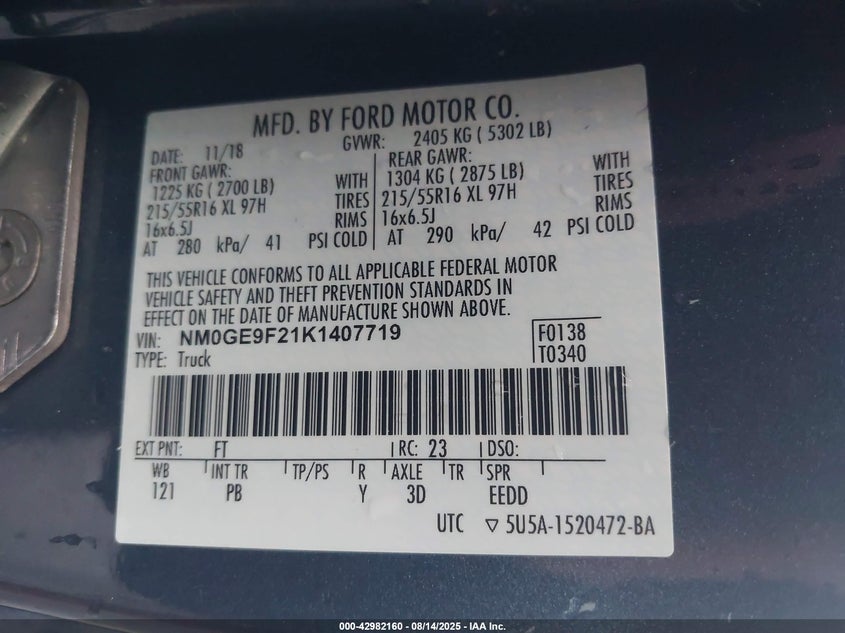 MFD. BY FORD MOTOR CO.
DATE: 11/18 GVWR: 2405 KG ( 5302 LB)
FRONT GAWR: REAR GAWR:
1225 KG ( 2700 LB) WITH 1304 KG ( 2875 LB) WITH
215/55R16 XL 97H TIRES 215/55R16 XL 97H TIRES
16x6.5J RIMS 16x6.5J RIMS
AT 280 kPa/ 41 PSI COLD AT 290 kPa/ 42 PSI COLD
THIS VEHICLE CONFORMS TO ALL APPLICABLE FEDERAL MOTOR
VEHICLE SAFETY AND THEFT PREVENTION STANDARDS IN
EFFECT ON THE DATE OF MANUFACTURE SHOWN ABOVE.
VIN: NM0GE9F21K1407719 F0138
TYPE: Truck T0340
EXT PNT: FT RC: 23 DSO:
WB INT TR TP/PS R AXLE TR SPR
121 PB Y 3D EEDD
UTC ▽ 5U5A-1520472-BA
000-42982160 - 08/14/2025 - IAA Inc.